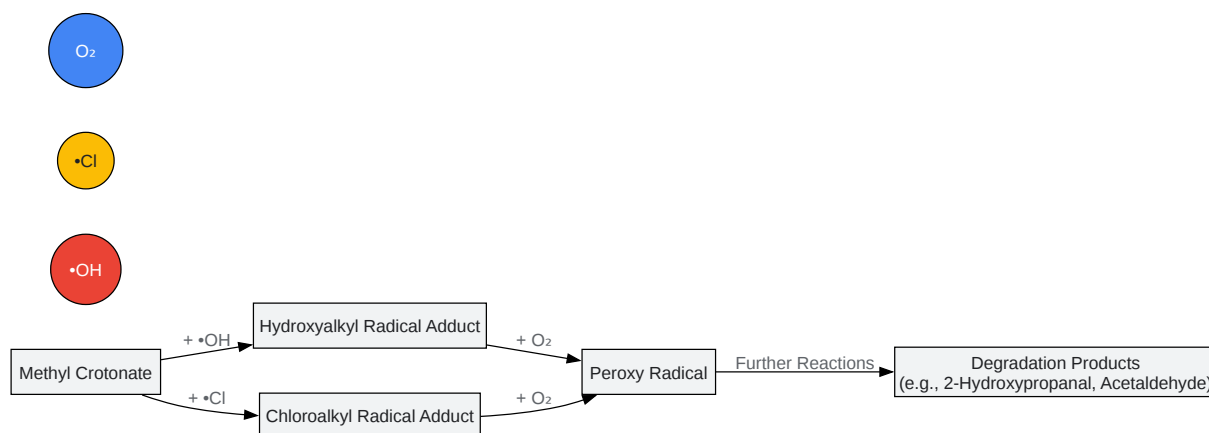 O₂
•Cl
•OH
Hydroxyalkyl Radical Adduct
+ •OH
+ O₂
Methyl Crotonate
Peroxy Radical
Further Reactions
Degradation Products
(e.g., 2-Hydroxypropanal, Acetaldehyde)
+ •Cl
+ O₂
Chloroalkyl Radical Adduct